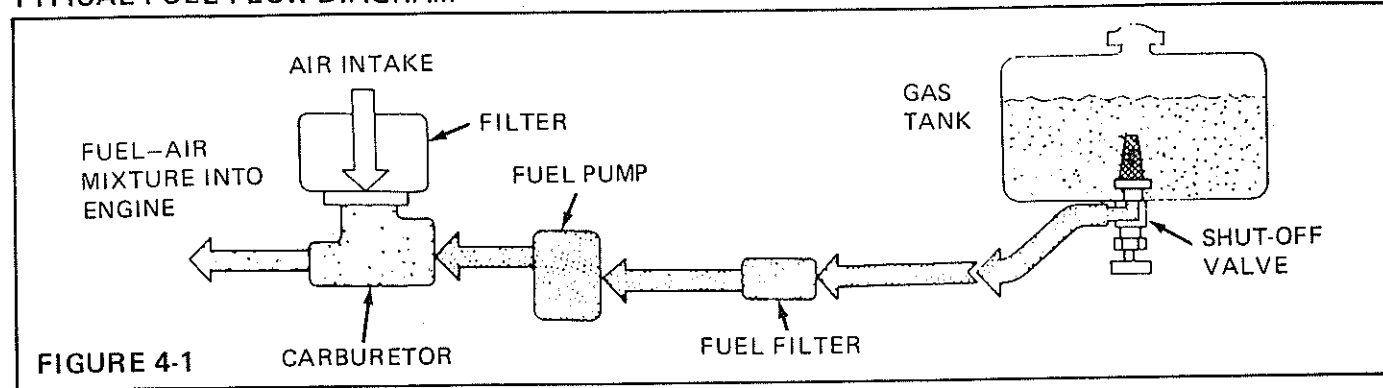 AIR INTAKE
FILTER
FUEL–AIR
MIXTURE INTO
ENGINE
FUEL PUMP
GAS
TANK
SHUT-OFF
VALVE
FUEL FILTER
CARBURETOR
FIGURE 4-1